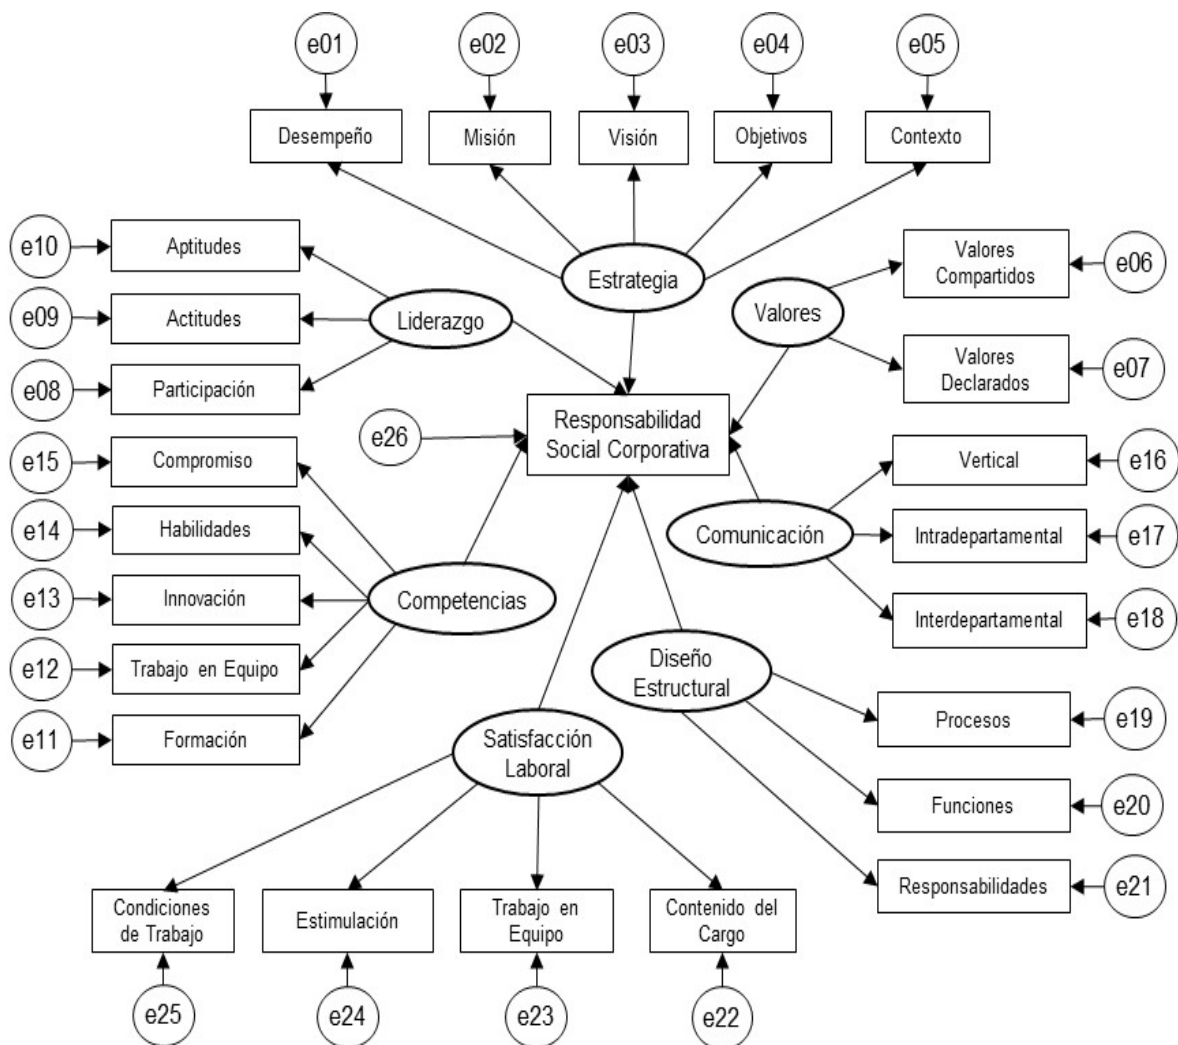 e01
e02
e03
e04
e05
Desempeño
Misión
Visión
Objetivos
Contexto
e10
Aptitudes
e09
Actitudes
e08
Participación
Liderazgo
Estrategia
Valores
Valores
Compartidos
e06
Valores
Declarados
e07
e26
Responsabilidad
Social Corporativa
e15
Compromiso
e14
Habilidades
e13
Innovación
e12
Trabajo en Equipo
e11
Formación
Competencias
Comunicación
Vertical
e16
Intradepartamental
e17
Interdepartamental
e18
Diseño
Estructural
Procesos
e19
Funciones
e20
Responsabilidades
e21
Satisfacción
Laboral
Condiciones
de Trabajo
Estimulación
Trabajo en
Equipo
Contenido del
Cargo
e25
e24
e23
e22